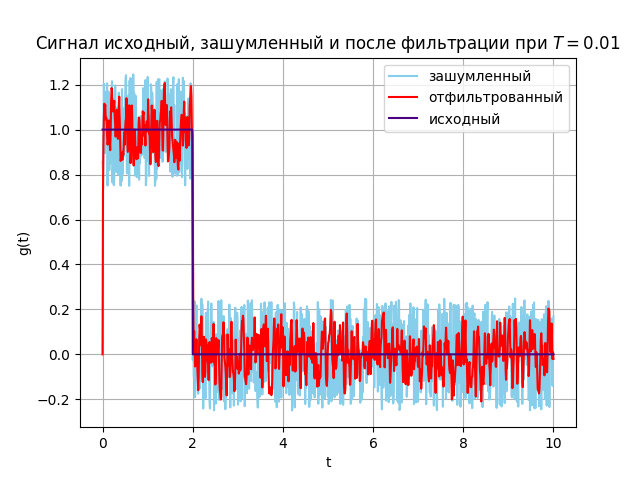 Сигнал исходный, зашумленный и после фильтрации при T = 0.01
зашумленный
отфильтрованный
исходный
1.2
1.0
0.8
0.6
0.4
0.2
0.0
−0.2
g(t)
0 2 4 6 8 10
t